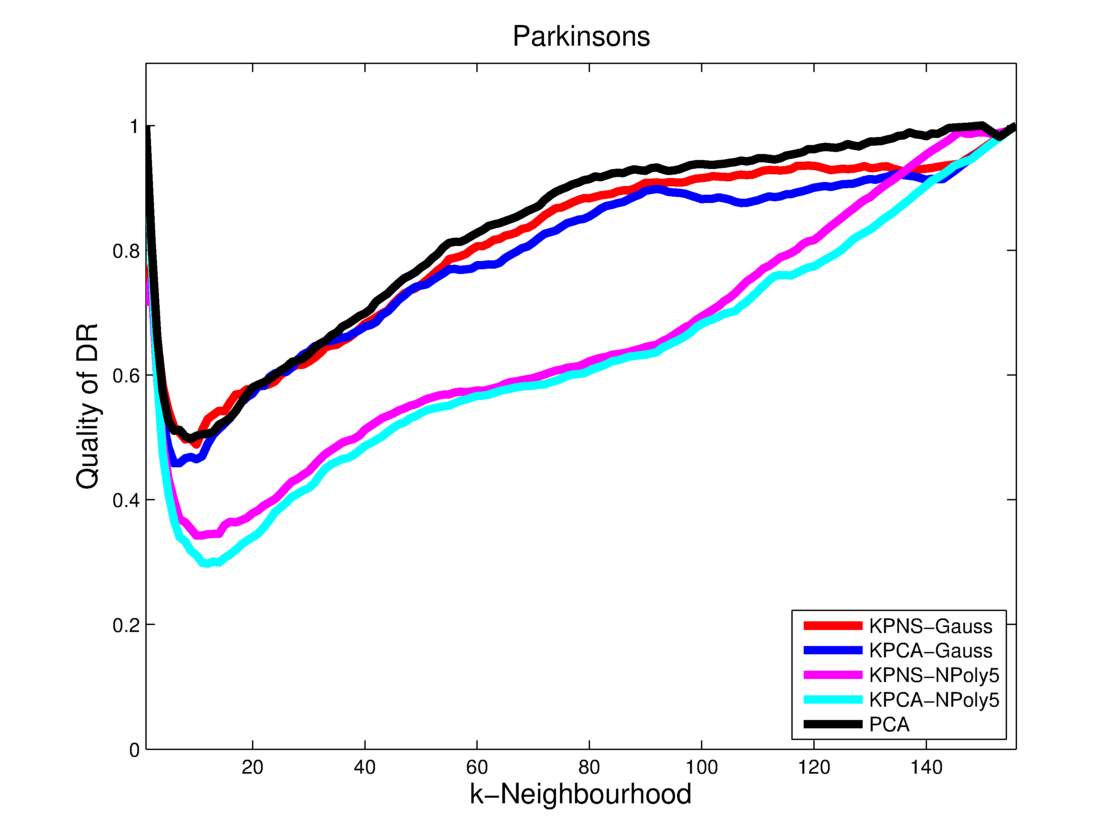 Parkinsons
Quality of DR
1
0.8
0.6
0.4
0.2
0
20 40 60 80 100 120 140
k−Neighbourhood
KPNS−Gauss
KPCA−Gauss
KPNS−NPoly5
KPCA−NPoly5
PCA